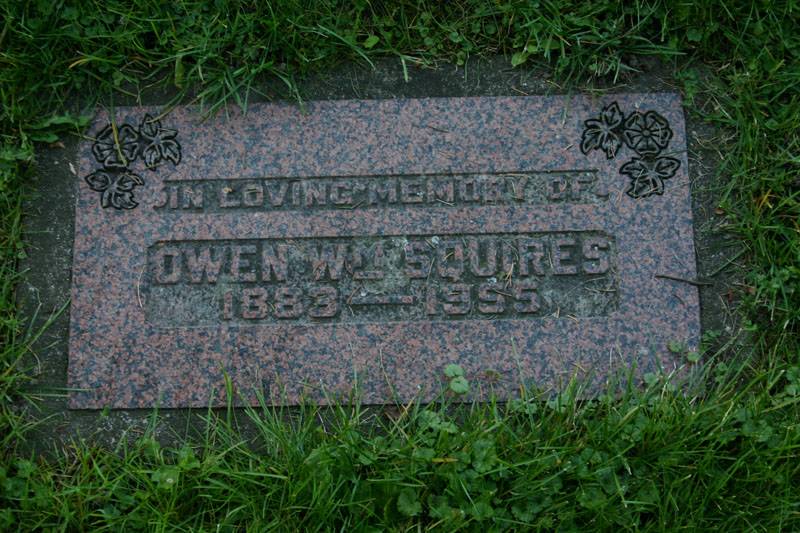 IN LOVING MEMORY OF
OWEN WM SQUIRES
1883 — 1955